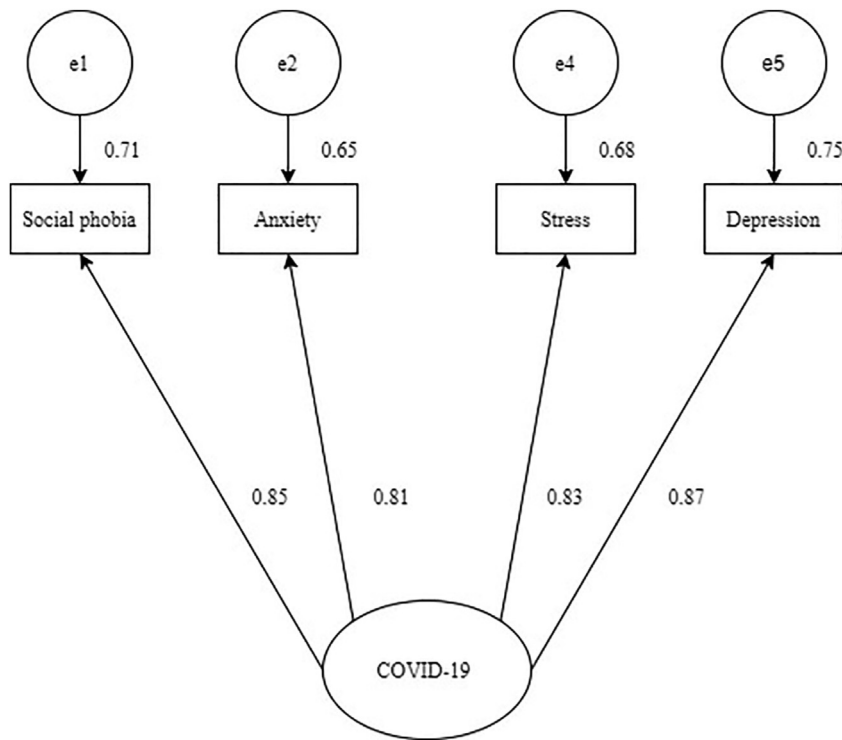 e1
e2
e4
e5
0.71
0.65
0.68
0.75
Social phobia
Anxiety
Stress
Depression
0.85
0.81
0.83
0.87
COVID-19